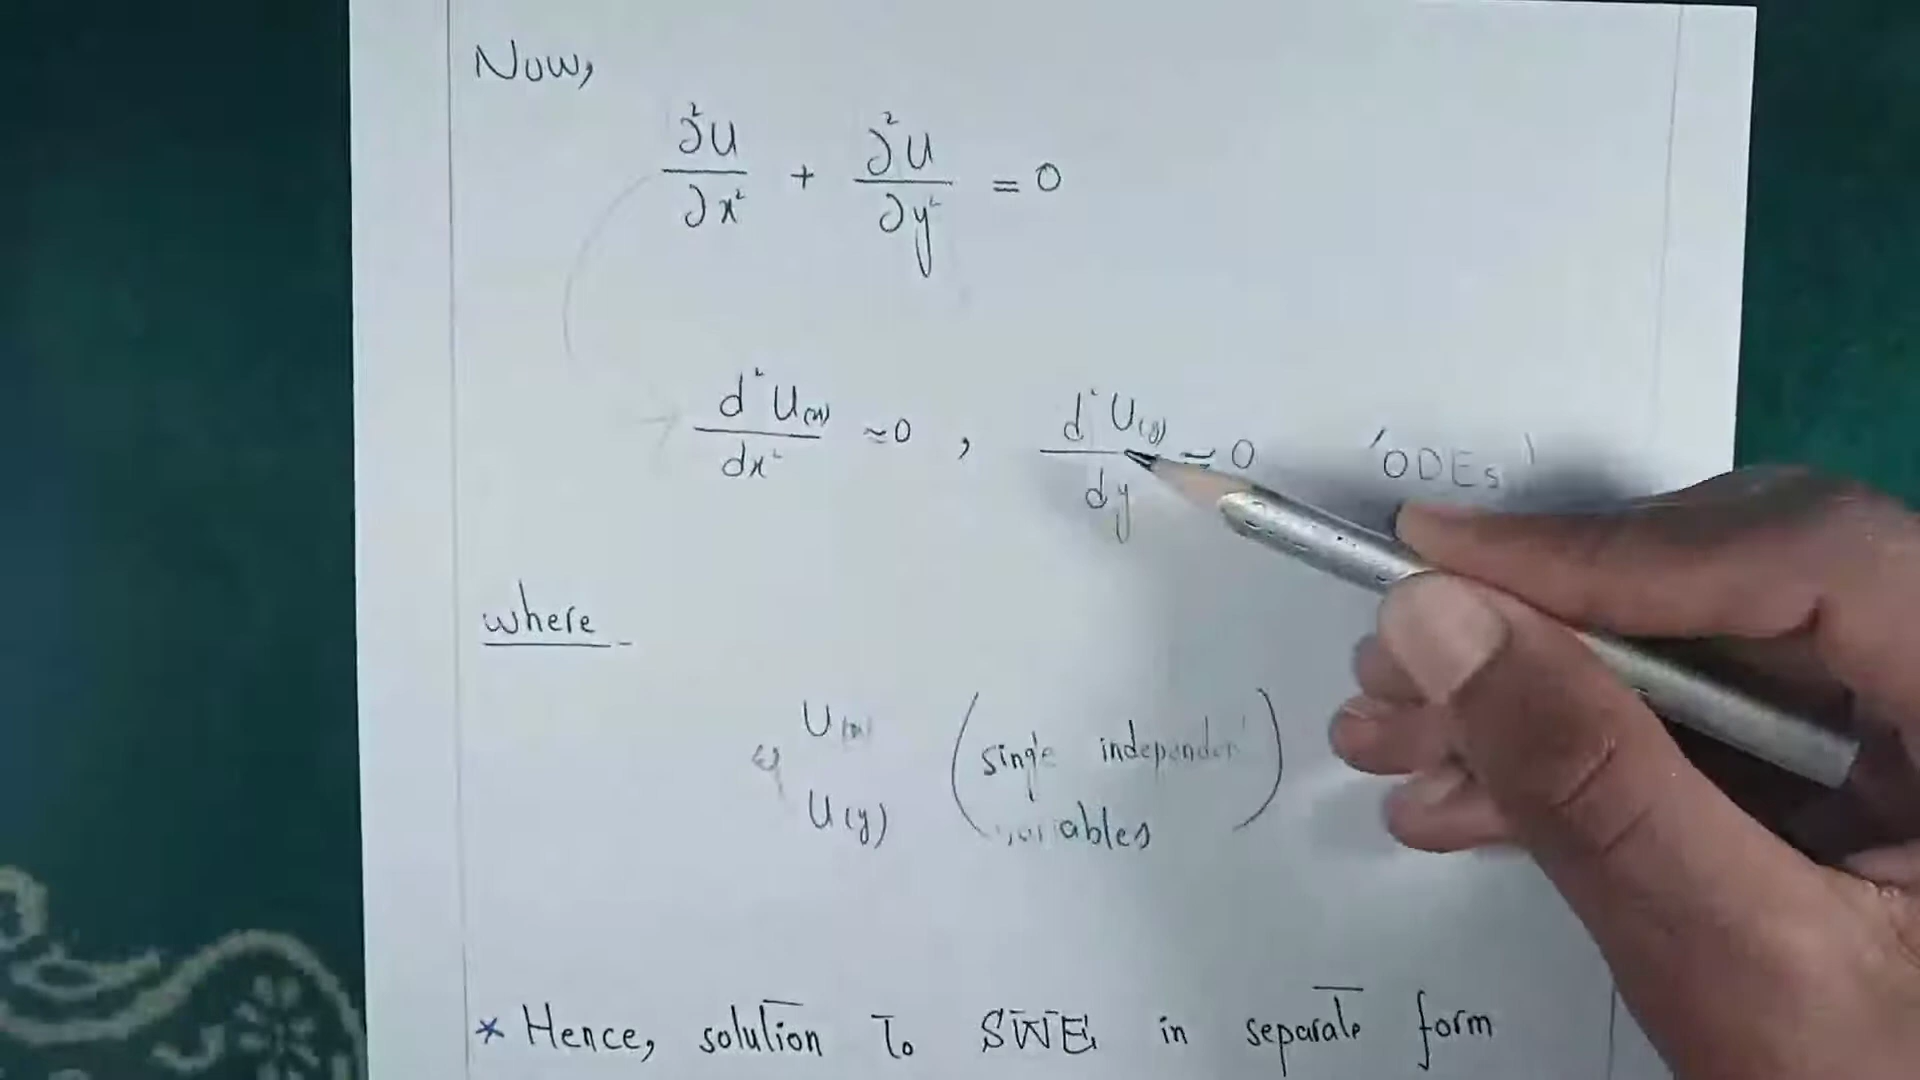 Now,
∂²U/∂x² + ∂²U/∂y² = 0
d²U(x)/dx² ≈ 0 , d²U(y)/dy ≈ 0 'ODEs'
where
U(x)
U(y) (single independent
variables)
* Hence, solution to SWE in separate form